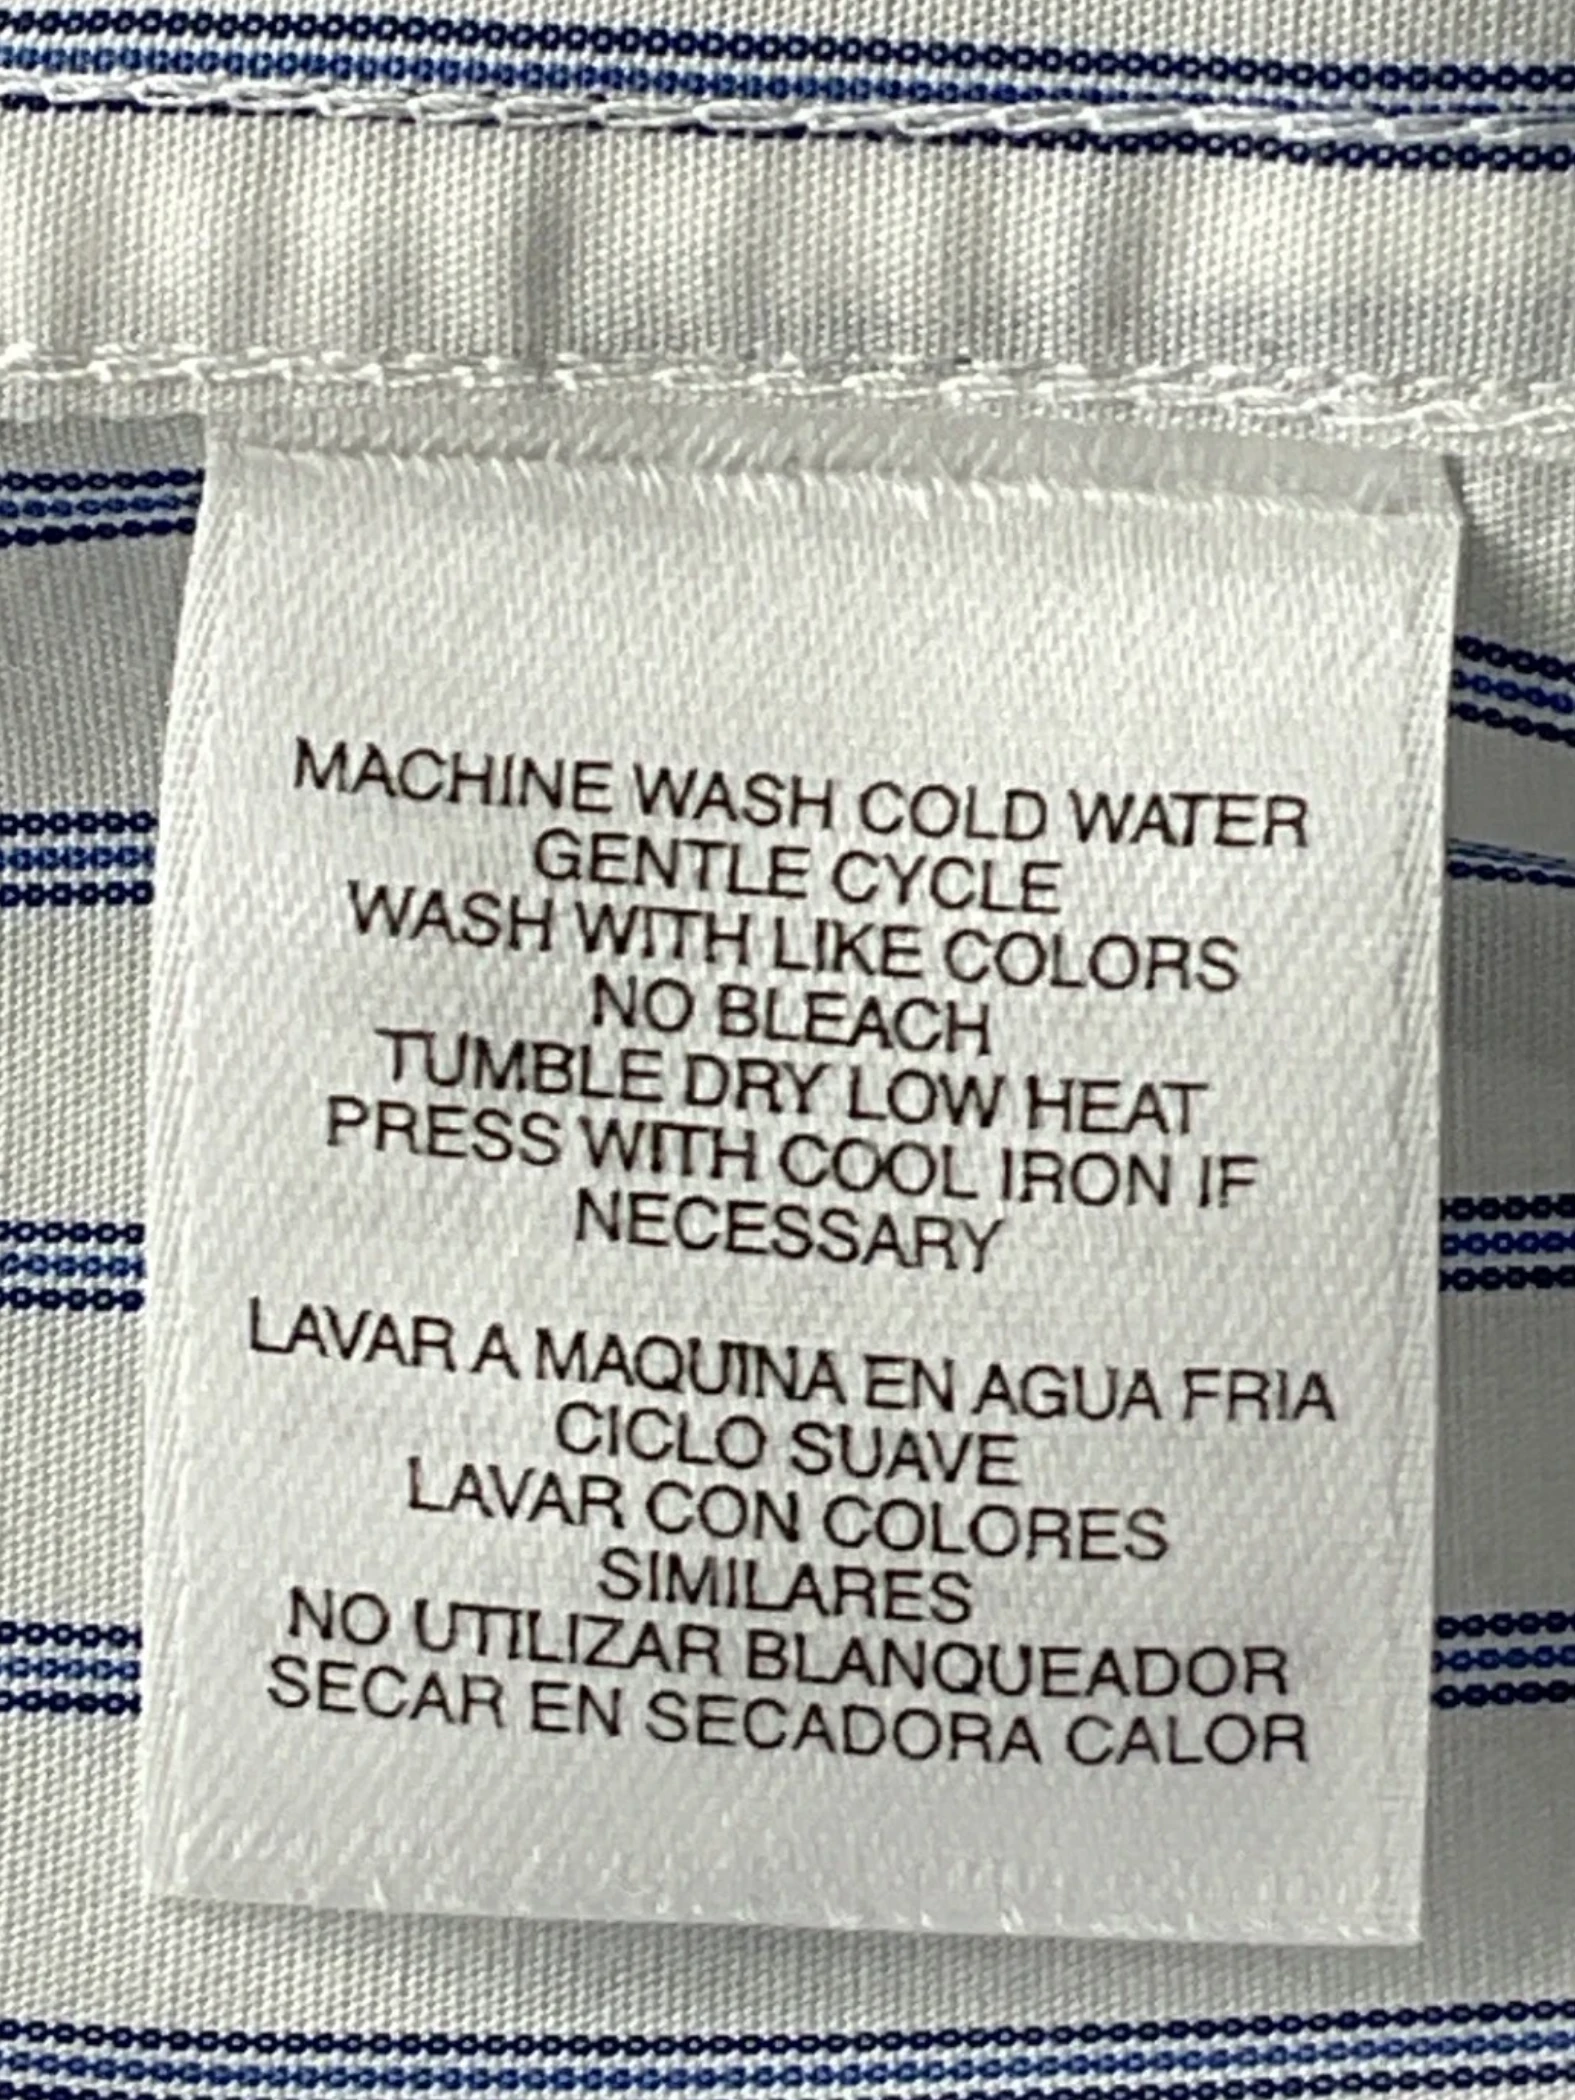 MACHINE WASH COLD WATER
GENTLE CYCLE
WASH WITH LIKE COLORS
NO BLEACH
TUMBLE DRY LOW HEAT
PRESS WITH COOL IRON IF
NECESSARY
LAVAR A MAQUINA EN AGUA FRIA
CICLO SUAVE
LAVAR CON COLORES
SIMILARES
NO UTILIZAR BLANQUEADOR
SECAR EN SECADORA CALOR